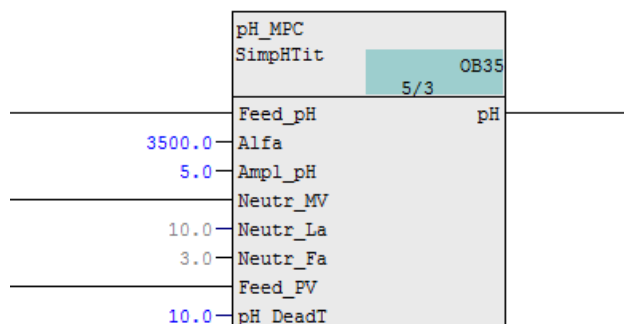 pH_MPC
SimpHTit
OB35
5/3
Feed_pH pH
3500.0 Alfa
5.0 Ampl_pH
Neutr_MV
10.0 Neutr_La
3.0 Neutr_Fa
Feed_PV
10.0 pH_DeadT